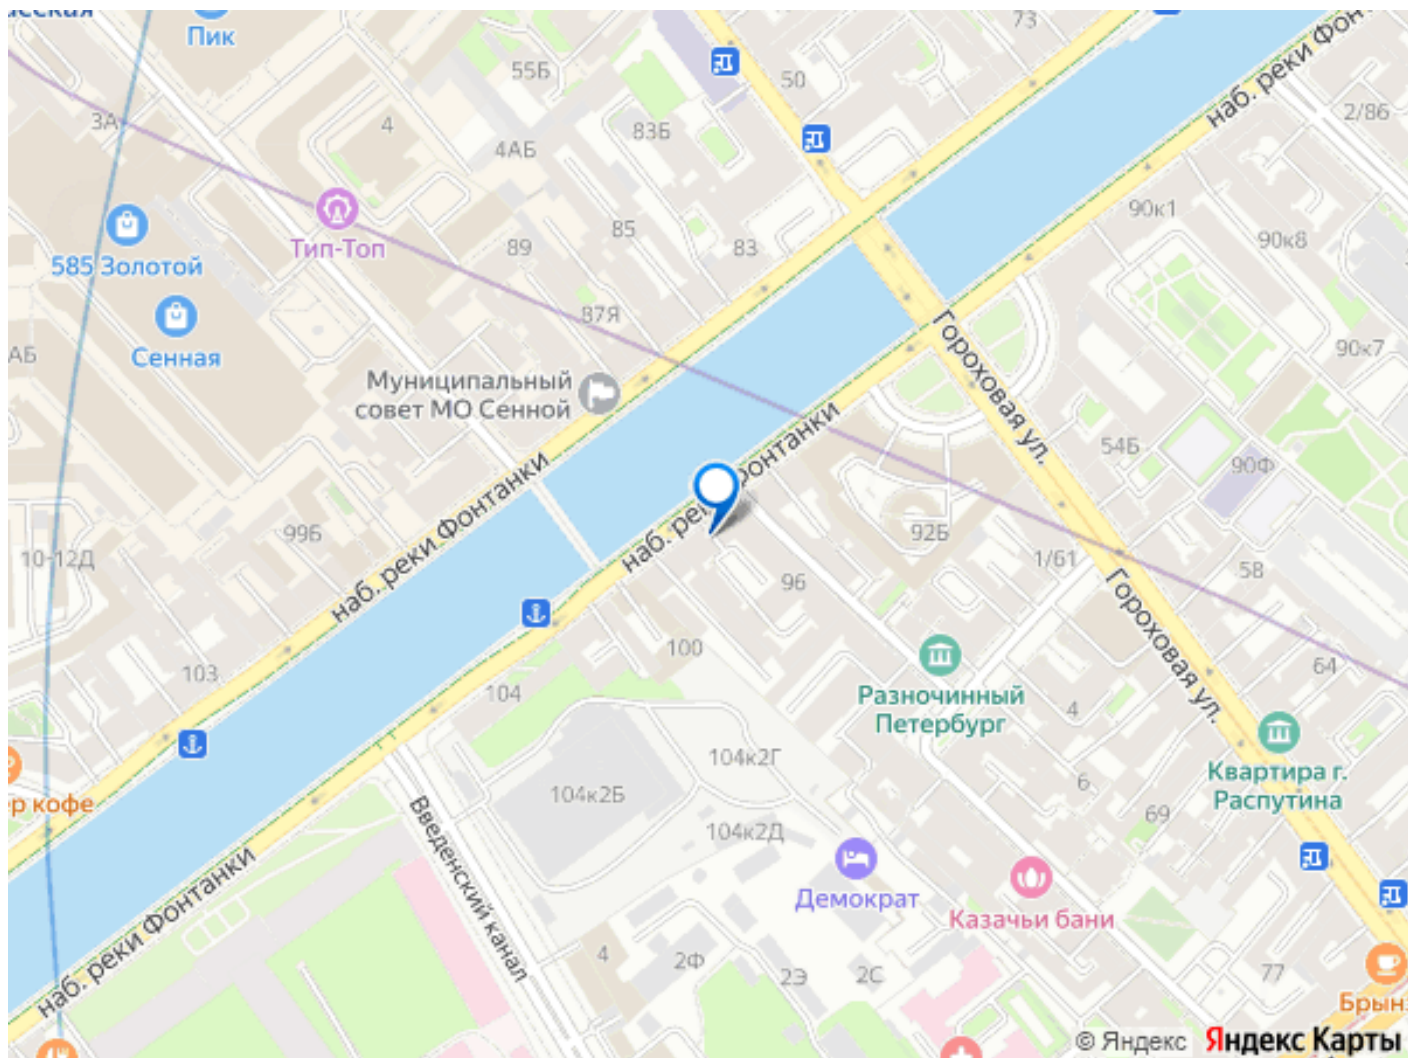 Пик
73
наб. реки Фон
55Б
50
2/86
3А
4
4АБ
83Б
90к1
90к8
Тип-Топ
89
85
83
585 Золотой
87Я
Сенная
АБ
90к7
Муниципальный
совет МО Сенной
Гороховая ул.
54Б
90Ф
наб. реки Фонтанки
наб. реки Фонтанки
99Б
92Б
10-12Д
1/61
58
96
100
103
104
Разночинный
Петербург
Гороховая ул.
64
4
104к2Г
6
Квартира г.
Распутина
р кофе
104к2Б
69
Введенский канал
104к2Д
Демократ
Казачьи бани
наб. реки Фонтанки
4
2Ф
2Э
2С
77
Брын
© Яндекс Яндекс Карты